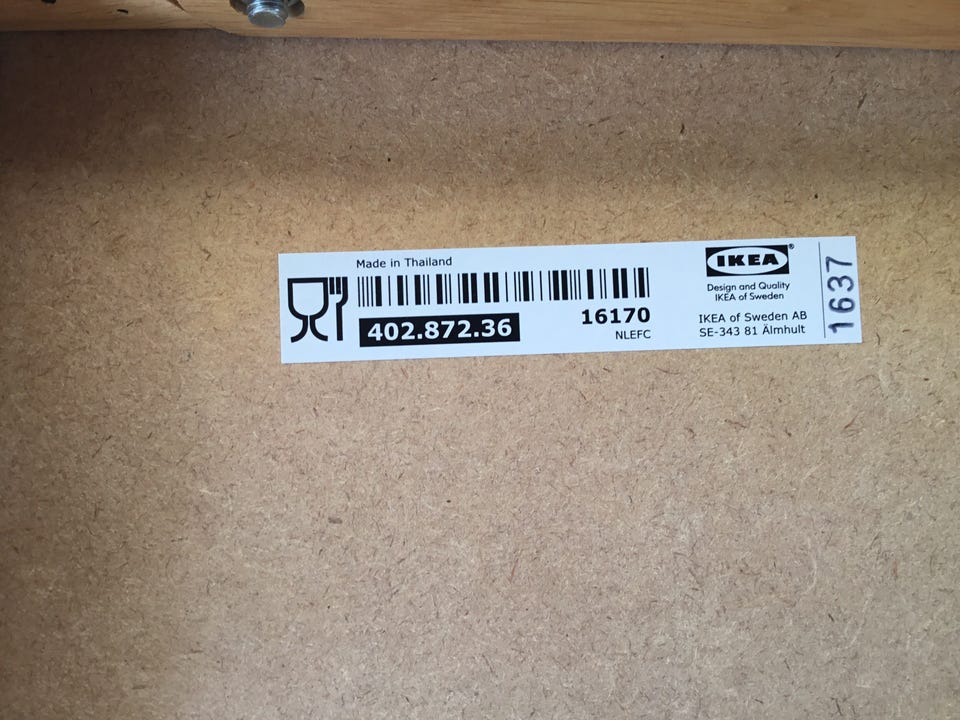 Made in Thailand
402.872.36
16170
NLEFC
IKEA®
Design and Quality
IKEA of Sweden
IKEA of Sweden AB
SE-343 81 Älmhult
1637